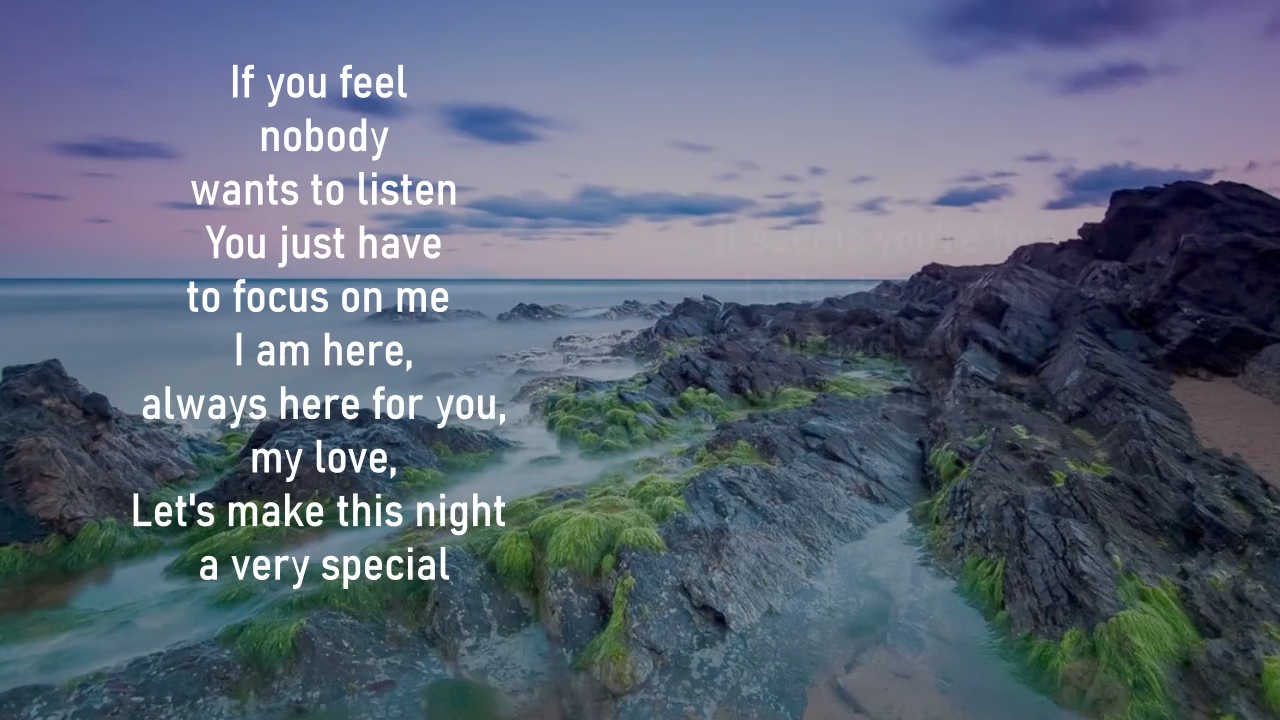 If you feel
nobody
wants to listen
You just have
to focus on me
I am here,
always here for you,
my love,
Let's make this night
a very special